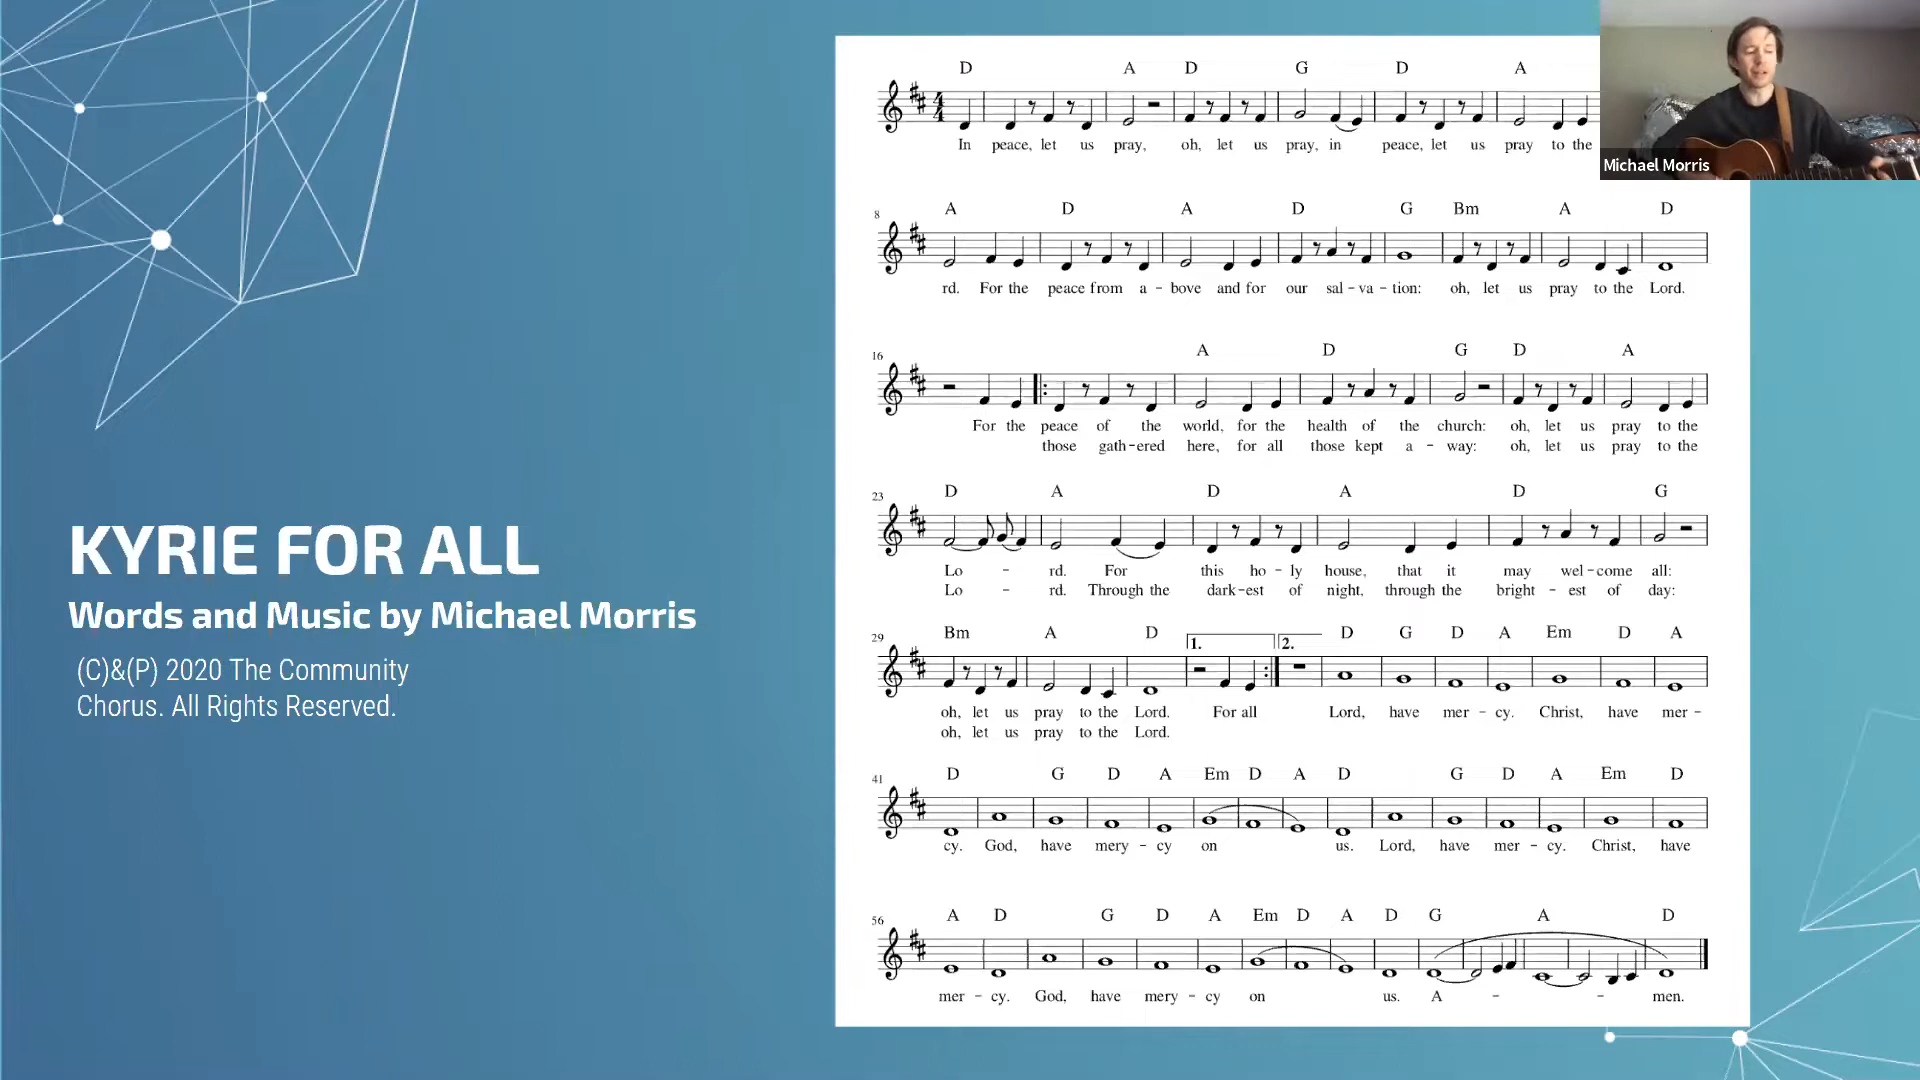 D A D G D A
In peace, let us pray, oh, let us pray, in peace, let us pray to the
Michael Morris
8
A D A D G Bm A D
rd. For the peace from a - bove and for our sal - va - tion: oh, let us pray to the Lord.
16
A D G D A
For the peace of the world, for the health of the church: oh, let us pray to the
those gath - ered here, for all those kept a - way: oh, let us pray to the
23
D A D A D G
Lo - rd. For this ho - ly house, that it may wel - come all:
Lo - rd. Through the dark - est of night, through the bright - est of day:
KYRIE FOR ALL
Words and Music by Michael Morris
(C)&(P) 2020 The Community
Chorus. All Rights Reserved.
29
Bm A D 1. 2. D G D A Em D A
oh, let us pray to the Lord. For all Lord, have mer - cy. Christ, have mer -
oh, let us pray to the Lord.
41
D G D A Em D A D G D A Em D
cy. God, have mery - cy on us. Lord, have mer - cy. Christ, have
56
A D G D A Em D A D G A D
mer - cy. God, have mery - cy on us. A - - men.